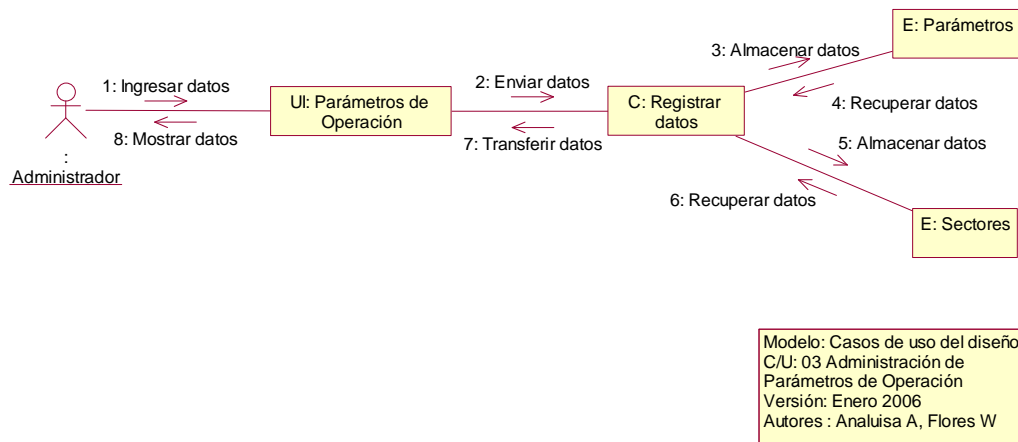 E: Parámetros
3: Almacenar datos
1: Ingresar datos
2: Enviar datos
UI: Parámetros de
Operación
C: Registrar
datos
4: Recuperar datos
8: Mostrar datos
7: Transferir datos
5: Almacenar datos
:
Administrador
6: Recuperar datos
E: Sectores
Modelo: Casos de uso del diseño
C/U: 03 Administración de
Parámetros de Operación
Versión: Enero 2006
Autores : Analuisa A, Flores W